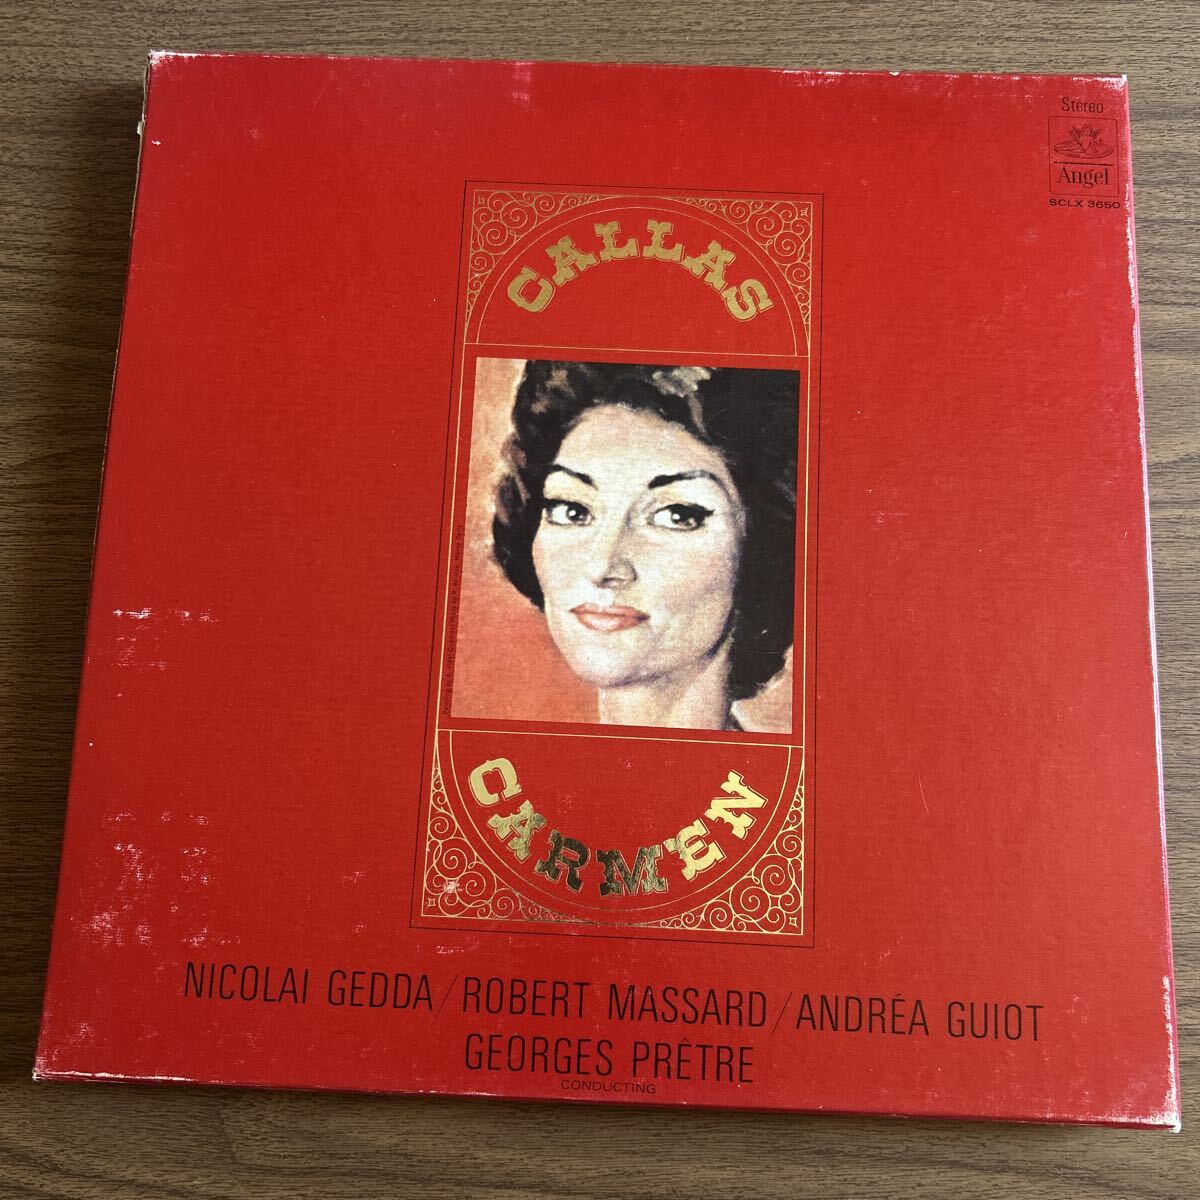 Stereo
Angel
SCLX 3650
CALLAS
CARMEN
NICOLAI GEDDA/ROBERT MASSARD/ANDRÉA GUIOT
GEORGES PRÊTRE
CONDUCTING